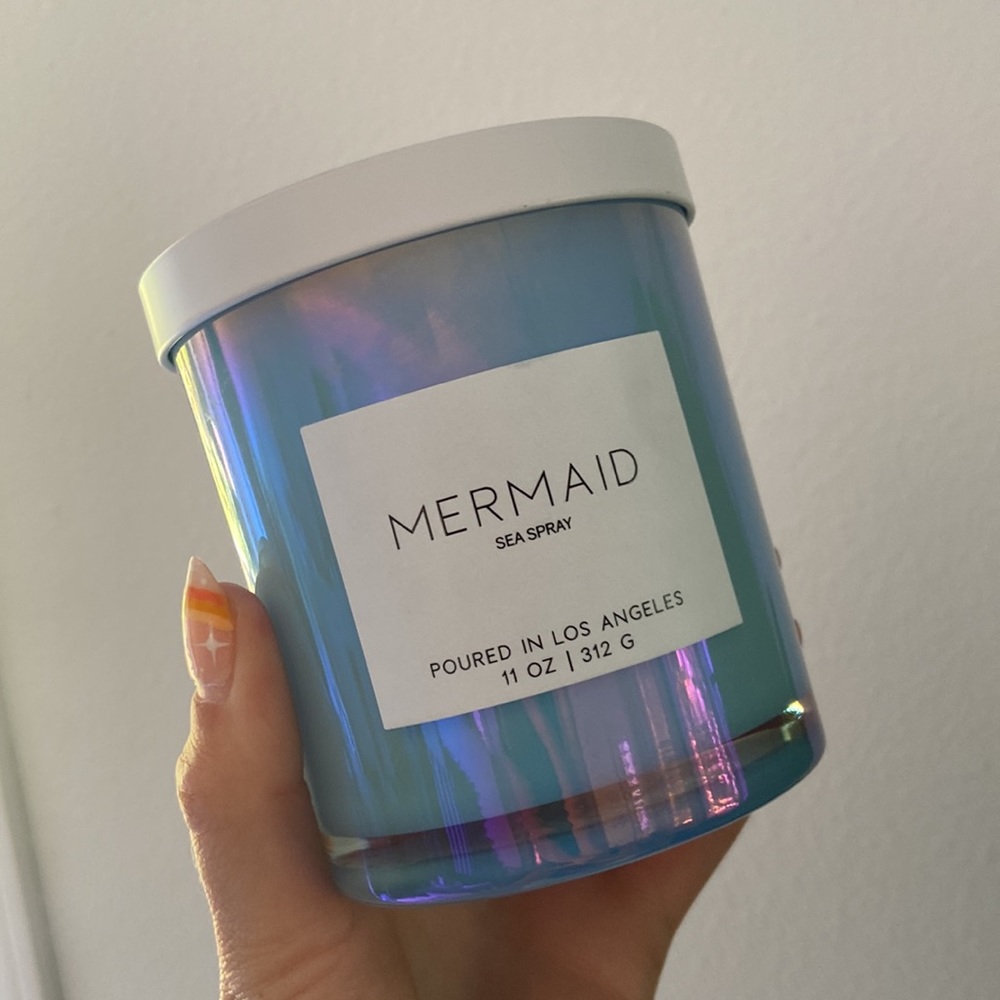 MERMAID
SEA SPRAY
POURED IN LOS ANGELES
11 OZ | 312 G